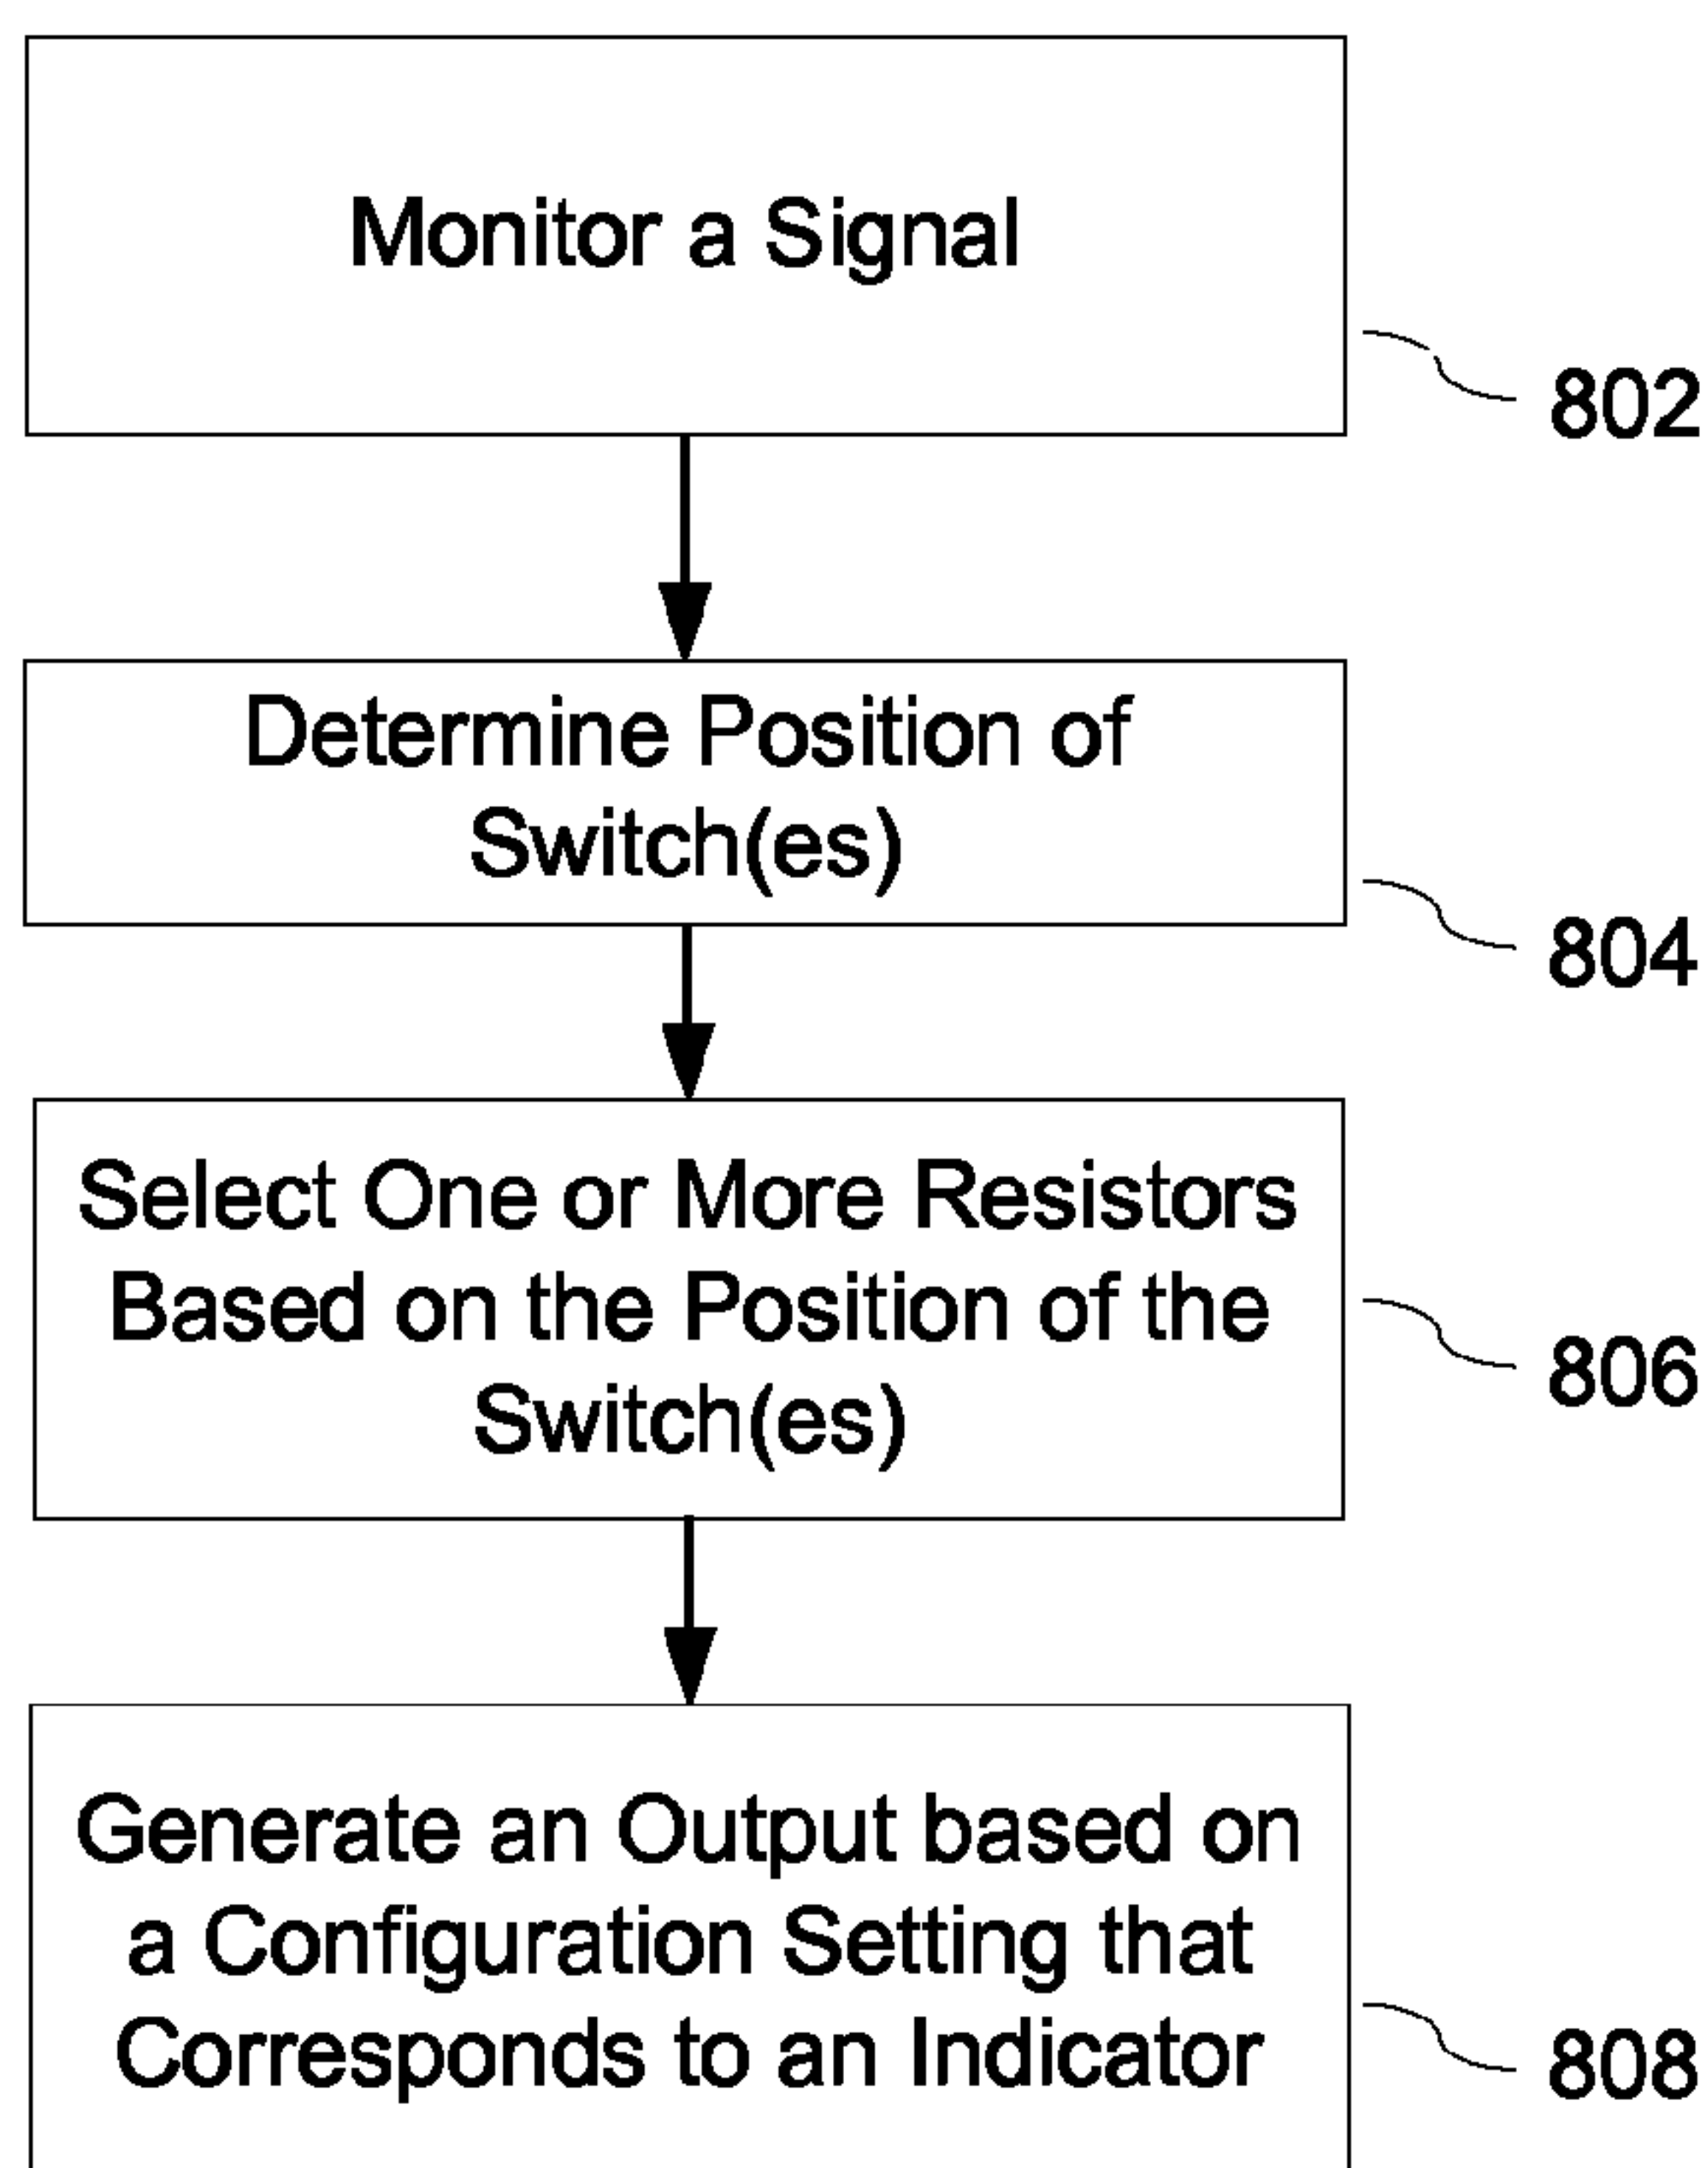 Monitor a Signal
802
Determine Position of
Switch(es)
804
Select One or More Resistors
Based on the Position of the
Switch(es)
806
Generate an Output based on
a Configuration Setting that
Corresponds to an Indicator
808